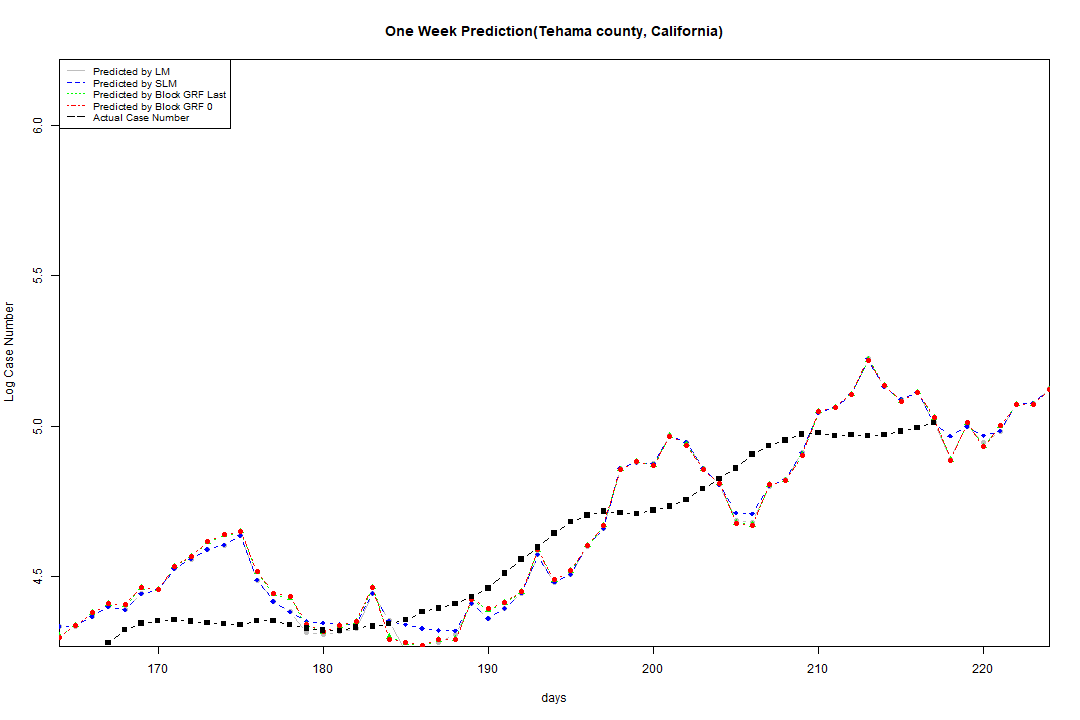 One Week Prediction(Tehama county, California)
Predicted by LM
Predicted by SLM
Predicted by Block GRF Last
Predicted by Block GRF 0
Actual Case Number
6.0
5.5
5.0
4.5
Log Case Number
170 180 190 200 210 220
days